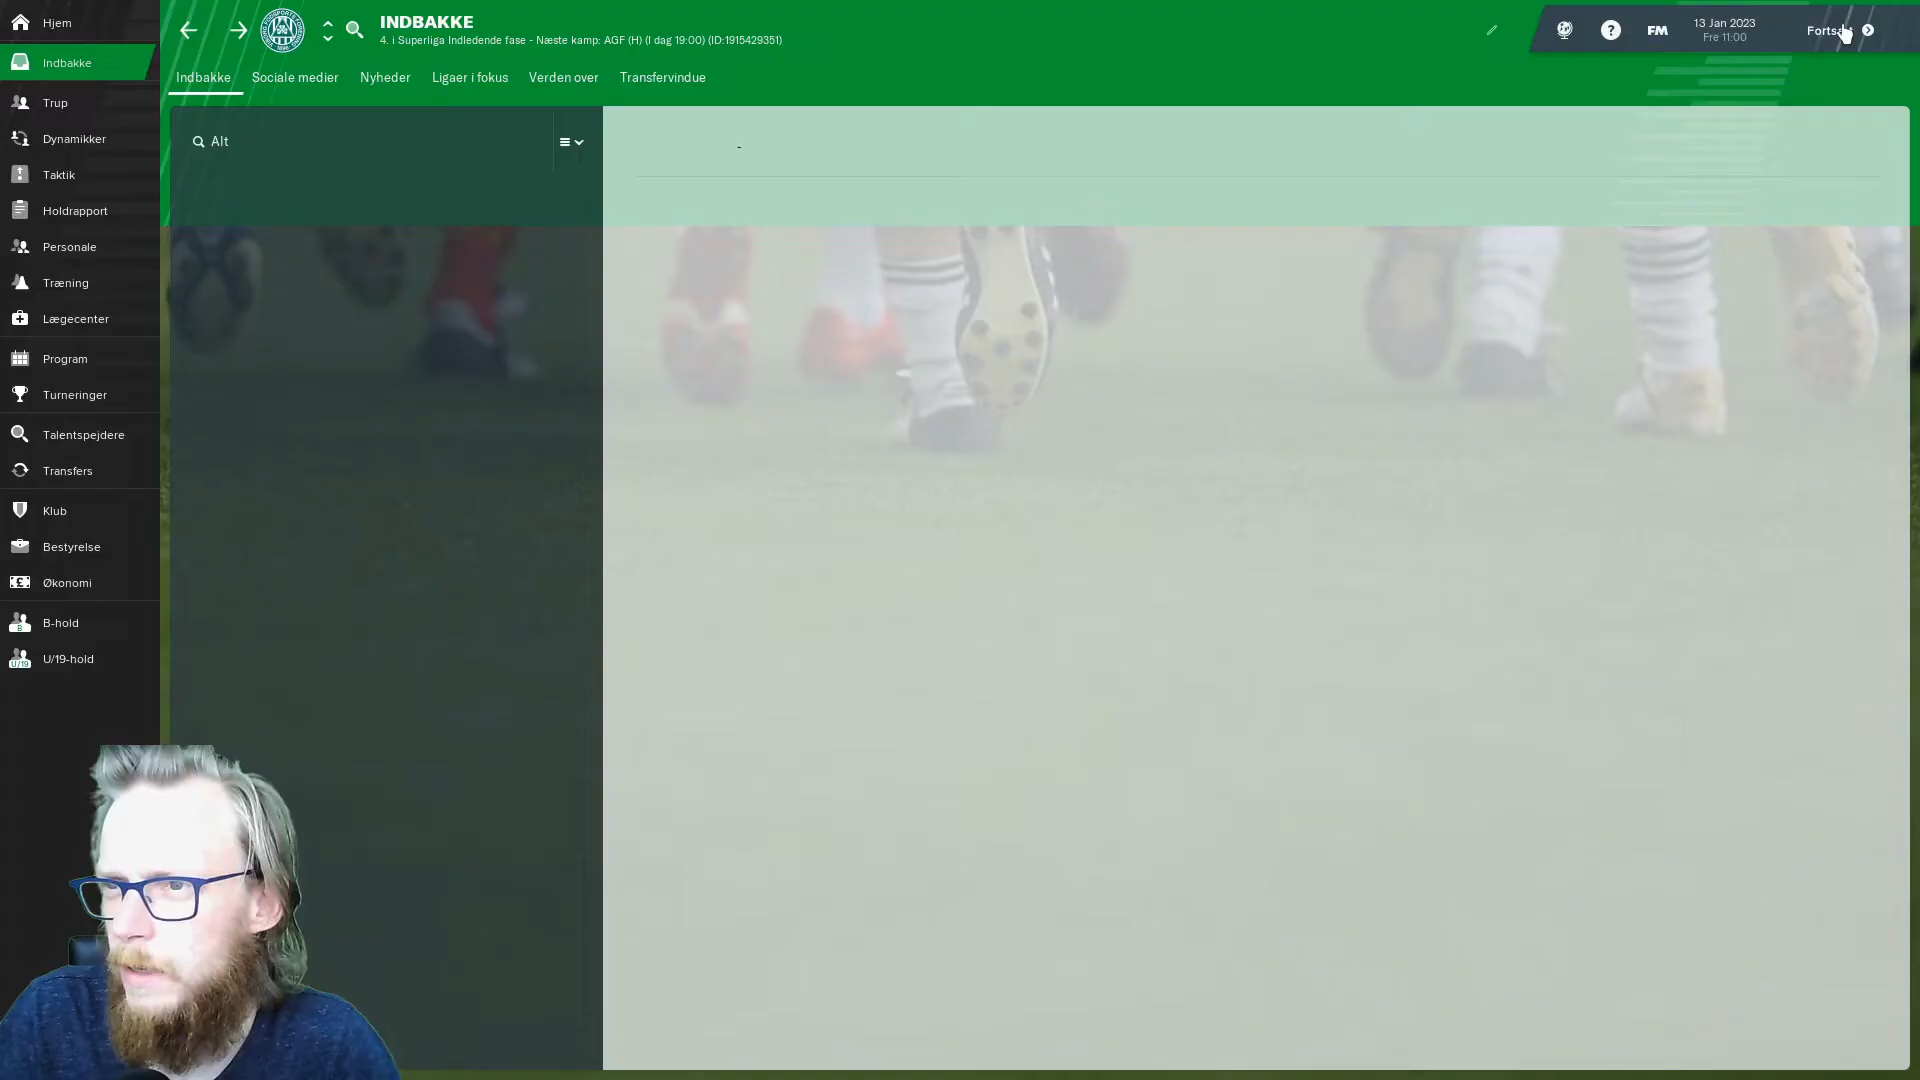 Hjem
Indbakke
Trup
Dynamikker
Taktik
Holdrapport
Personale
Træning
Lægecenter
Program
Turneringer
Talentspejdere
Transfers
Klub
Bestyrelse
Økonomi
B-hold
U/19-hold
INDBAKKE
4. i Superliga Indledende fase - Næste kamp: AGF (H) (I dag 19:00) (ID:1915429351)
FM
13 Jan 2023
Fre 11:00
Indbakke Sociale medier Nyheder Ligaer i fokus Verden over Transfervindue
Alt
-